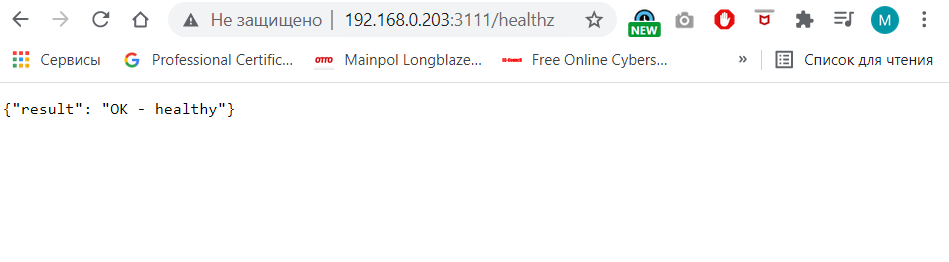 Не защищено | 192.168.0.203:3111/healthz
NEW
M
Сервисы
G Professional Certific...
OTTO Mainpol Longblaze...
Free Online Cybers...
»
Список для чтения
{"result": "OK - healthy"}